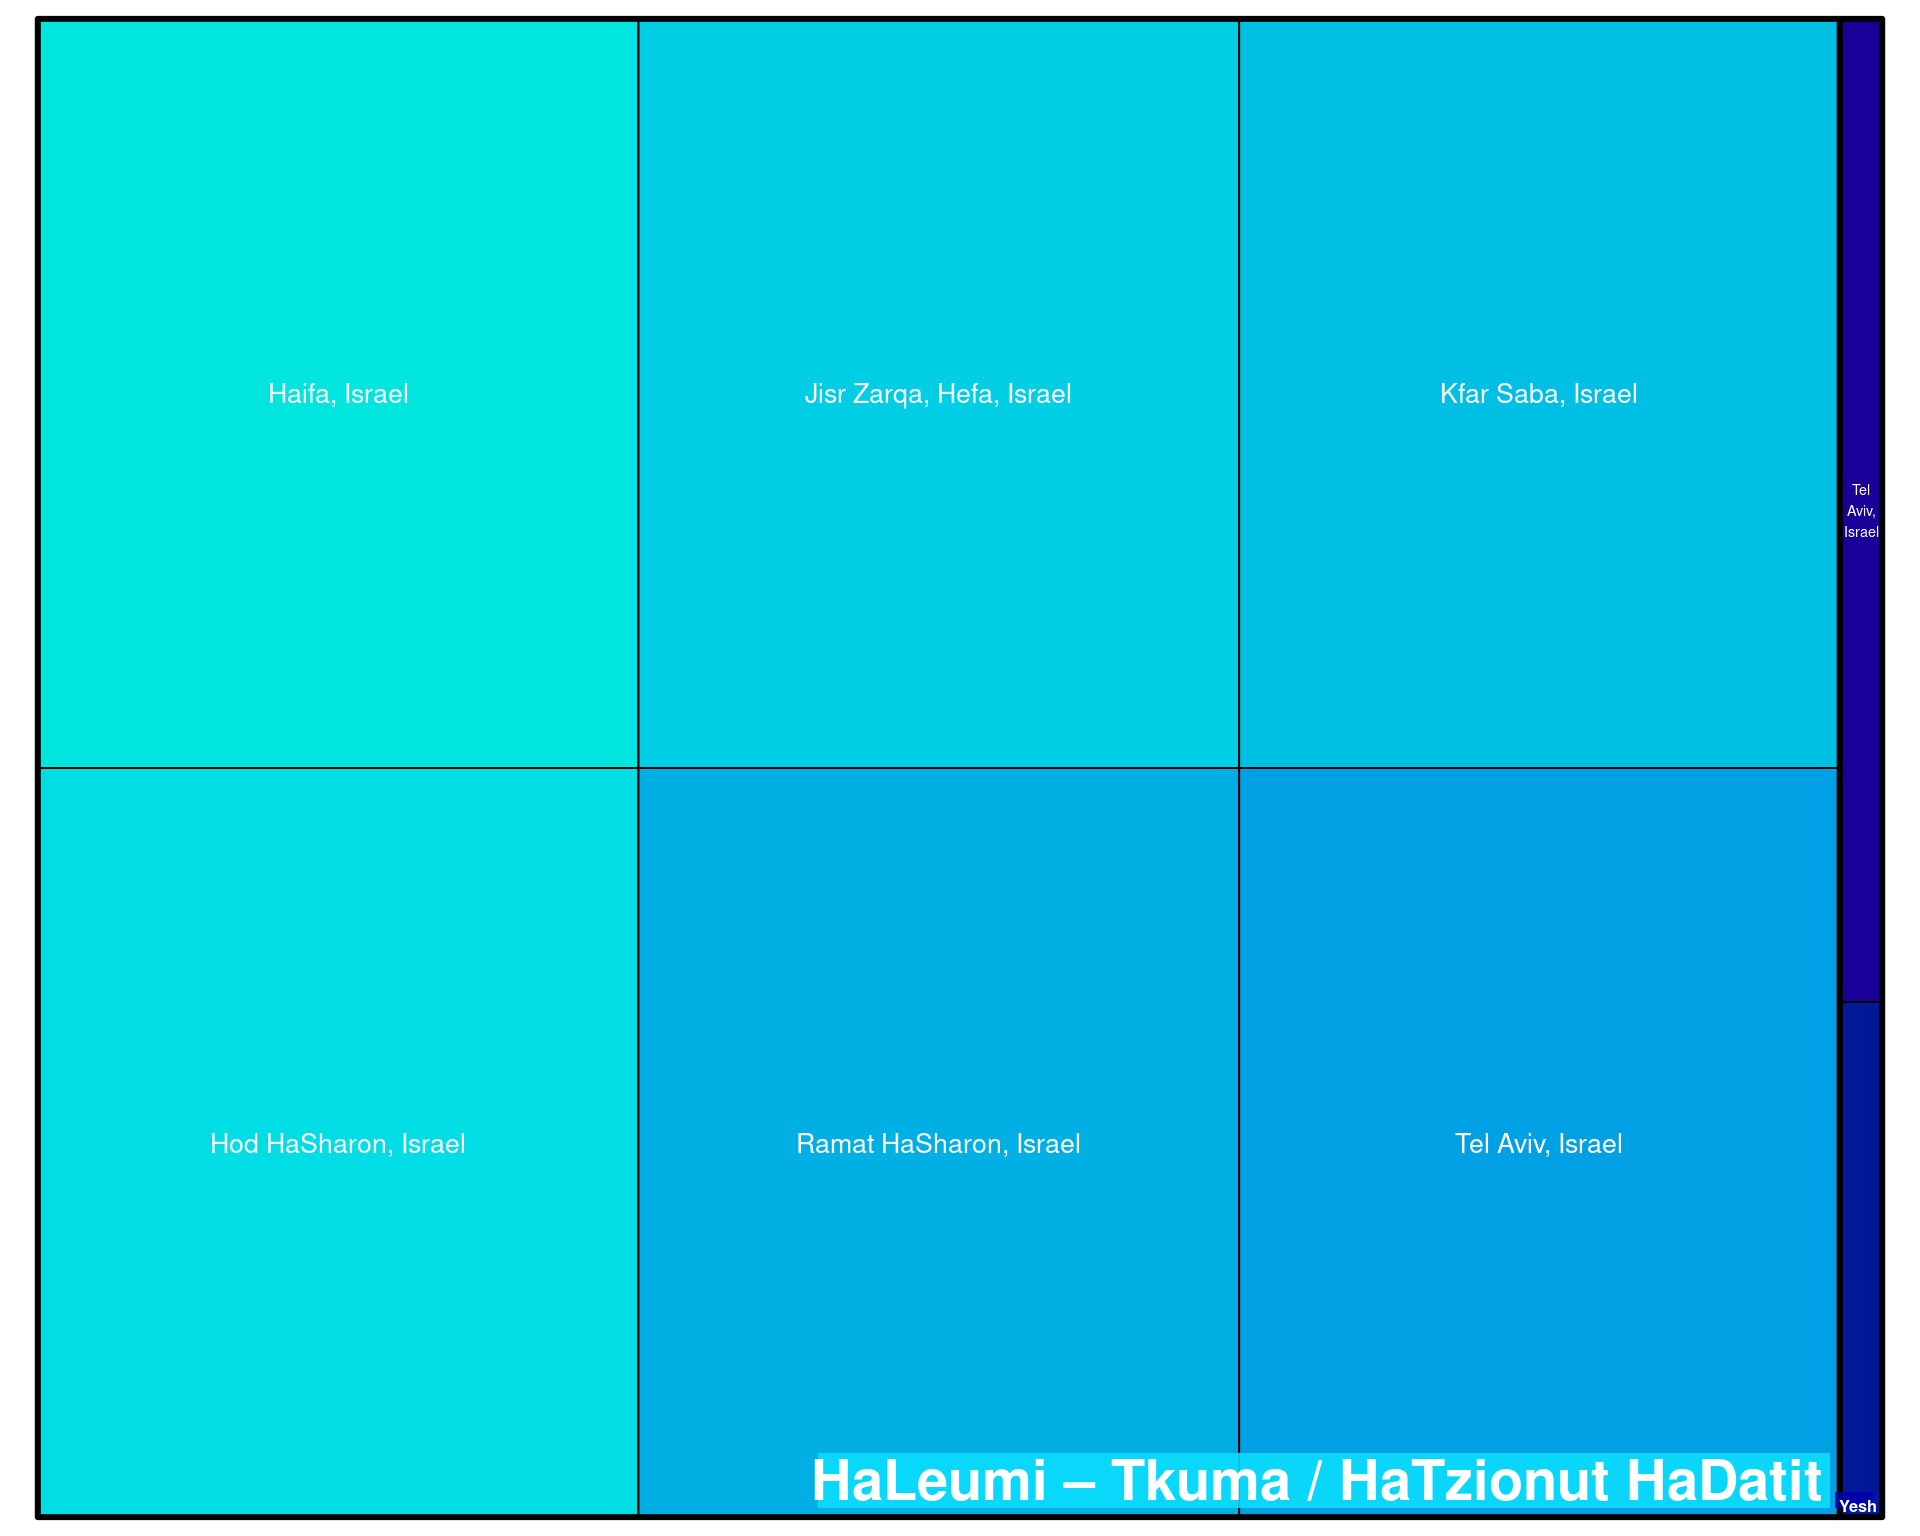 Haifa, Israel
Jisr Zarqa, Hefa, Israel
Kfar Saba, Israel
Tel
Aviv,
Israel
Hod HaSharon, Israel
Ramat HaSharon, Israel
Tel Aviv, Israel
HaLeumi – Tkuma / HaTzionut HaDatit
Yesh